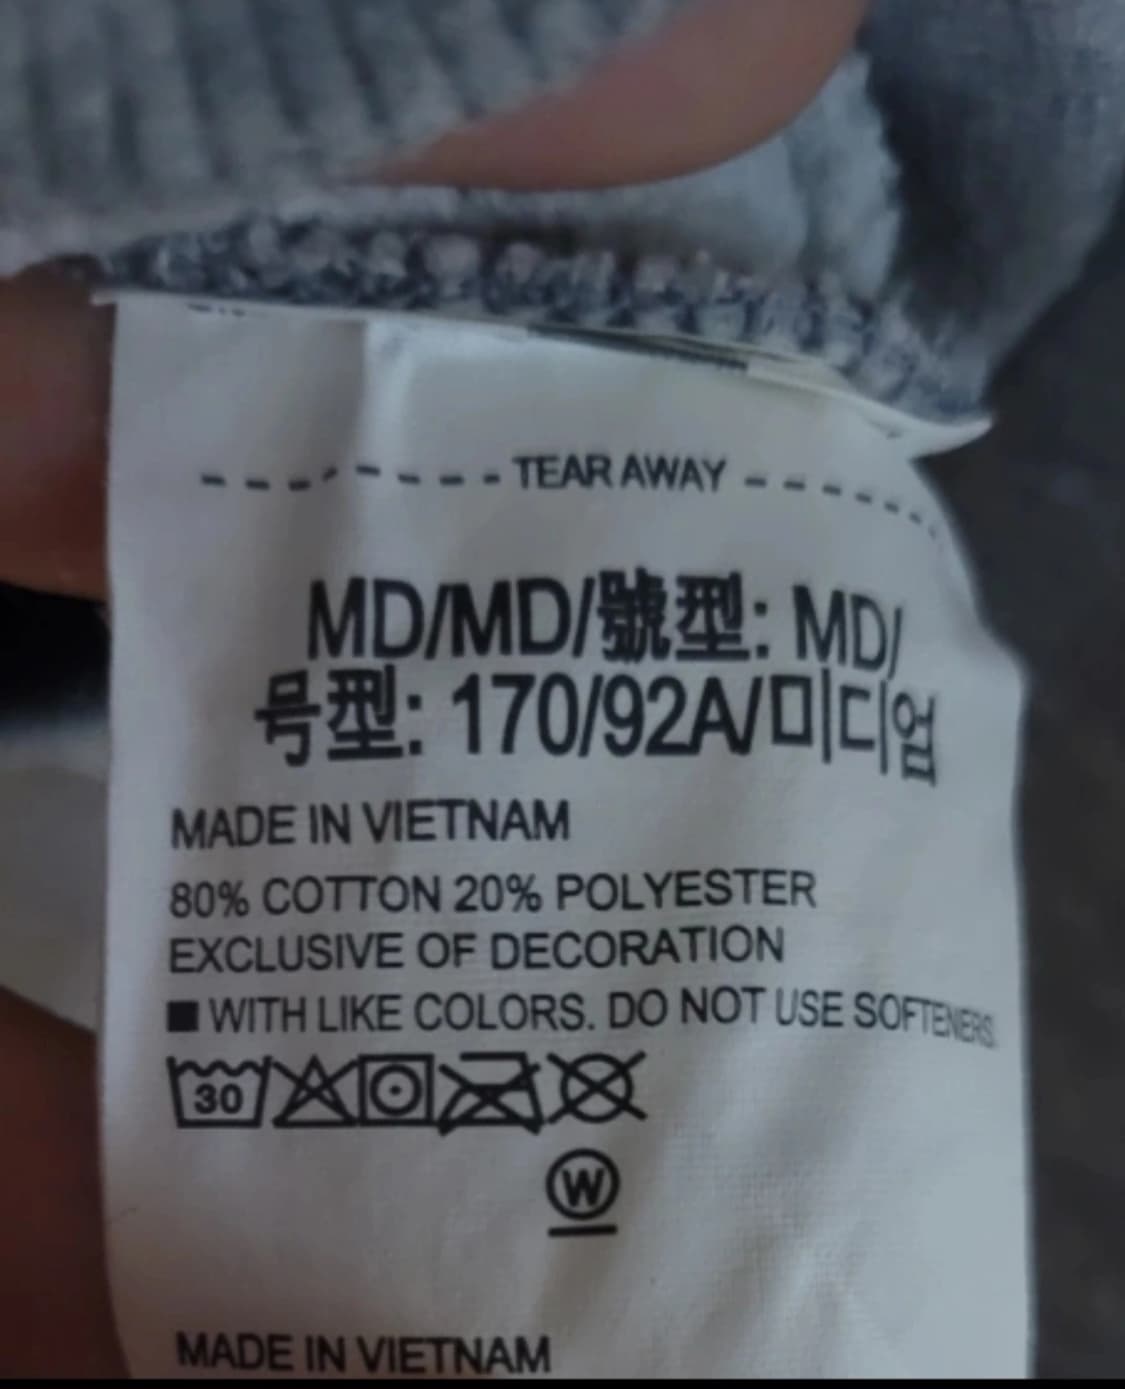 TEAR AWAY
MD/MD/號型: MD/
号型: 170/92A/미디엄
MADE IN VIETNAM
80% COTTON 20% POLYESTER
EXCLUSIVE OF DECORATION
■ WITH LIKE COLORS. DO NOT USE SOFTENERS.
30
W
MADE IN VIETNAM